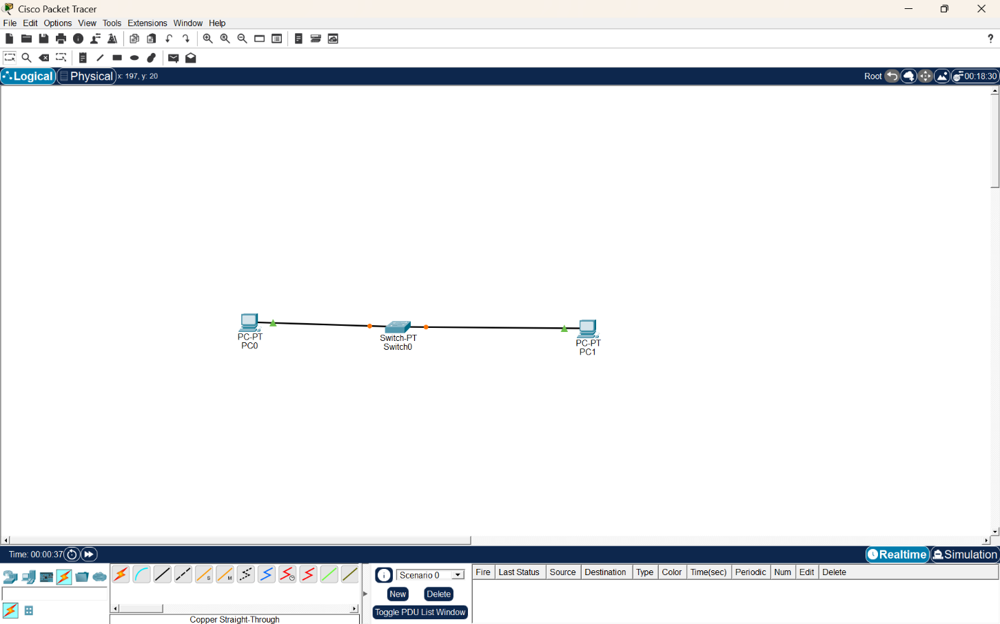 Cisco Packet Tracer
File Edit Options View Tools Extensions Window Help
?
Logical Physical x: 197, y: 20 Root 00:18:30
PC-PT
PC0
Switch-PT
Switch0
PC-PT
PC1
Time: 00:00:37 Realtime Simulation
S M
Scenario 0
New Delete
Toggle PDU List Window
Fire Last Status Source Destination Type Color Time(sec) Periodic Num Edit Delete
Copper Straight-Through